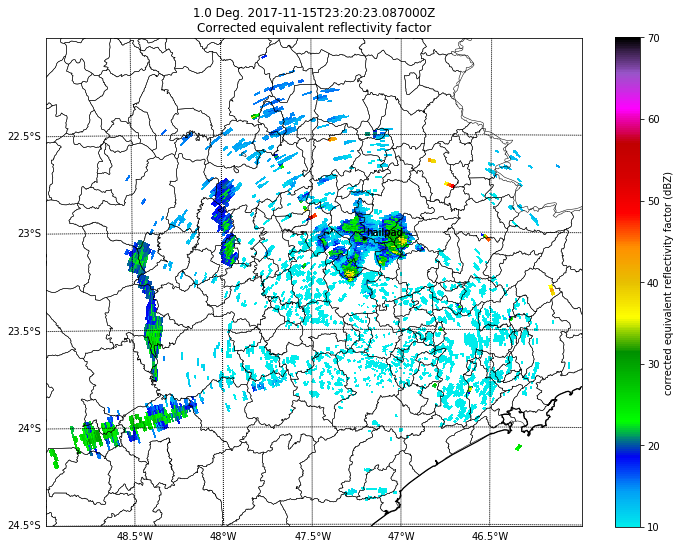 1.0 Deg. 2017-11-15T23:20:23.087000Z
Corrected equivalent reflectivity factor
22.5°S
23°S
23.5°S
24°S
24.5°S
48.5°W
48°W
47.5°W
47°W
46.5°W
70
60
50
40
30
20
10
corrected equivalent reflectivity factor (dBZ)